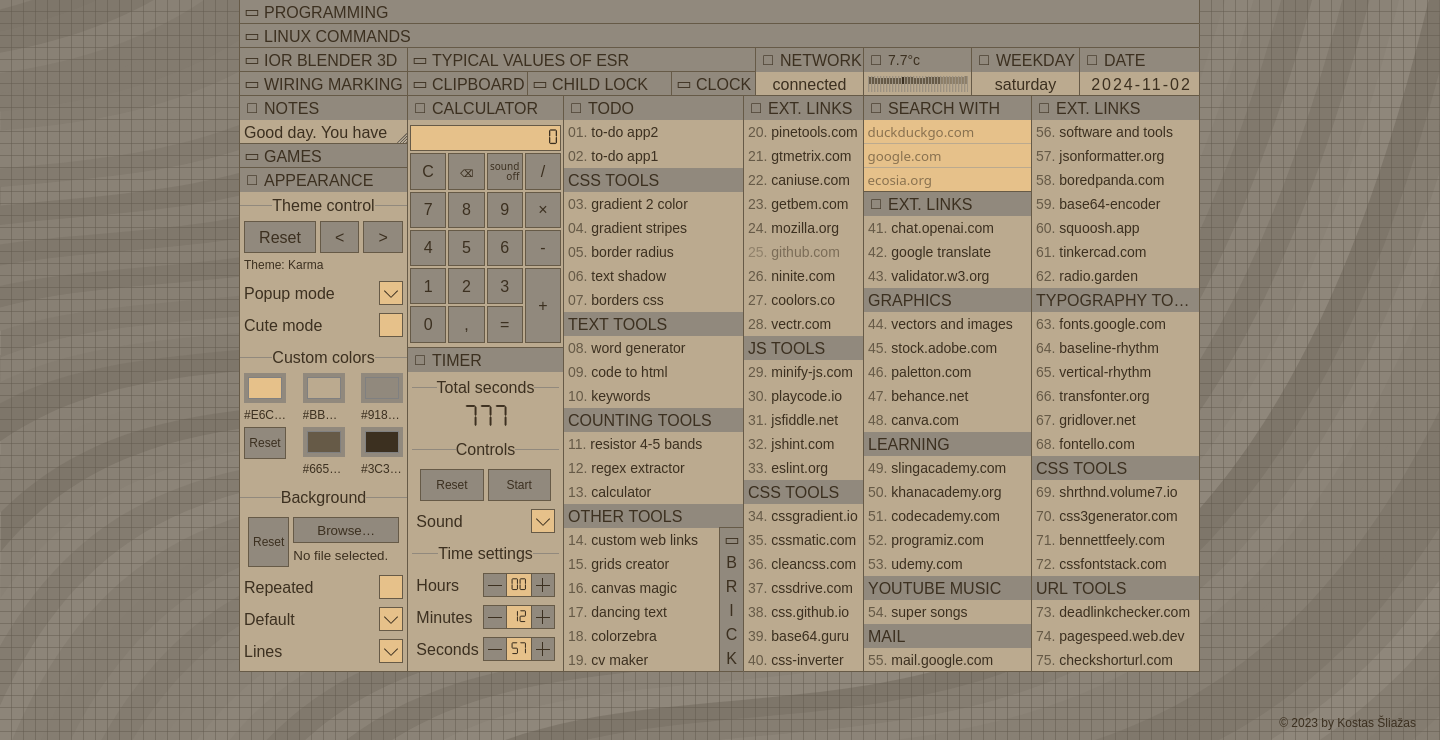 PROGRAMMING
LINUX COMMANDS
IOR BLENDER 3D
TYPICAL VALUES OF ESR
NETWORK
7.7°c
WEEKDAY
DATE
WIRING MARKING
CLIPBOARD
CHILD LOCK
CLOCK
connected
saturday
2024-11-02
NOTES
Good day. You have
GAMES
APPEARANCE
Theme control
Reset < >
Theme: Karma
Popup mode
Cute mode
Custom colors
#E6C... #BB... #918...
Reset
#665... #3C3...
Background
Reset
Browse...
No file selected.
Repeated
Default
Lines
CALCULATOR
0
C ⌫ sound off /
7 8 9 ×
4 5 6 -
1 2 3 +
0 , =
TIMER
Total seconds
777
Controls
Reset Start
Sound
Time settings
Hours 00
Minutes 12
Seconds 57
TODO
01. to-do app2
02. to-do app1
CSS TOOLS
03. gradient 2 color
04. gradient stripes
05. border radius
06. text shadow
07. borders css
TEXT TOOLS
08. word generator
09. code to html
10. keywords
COUNTING TOOLS
11. resistor 4-5 bands
12. regex extractor
13. calculator
OTHER TOOLS
14. custom web links
15. grids creator
16. canvas magic
17. dancing text
18. colorzebra
19. cv maker
B
R
I
C
K
EXT. LINKS
20. pinetools.com
21. gtmetrix.com
22. caniuse.com
23. getbem.com
24. mozilla.org
25. github.com
26. ninite.com
27. coolors.co
28. vectr.com
JS TOOLS
29. minify-js.com
30. playcode.io
31. jsfiddle.net
32. jshint.com
33. eslint.org
CSS TOOLS
34. cssgradient.io
35. cssmatic.com
36. cleancss.com
37. cssdrive.com
38. css.github.io
39. base64.guru
40. css-inverter
SEARCH WITH
duckduckgo.com
google.com
ecosia.org
EXT. LINKS
41. chat.openai.com
42. google translate
43. validator.w3.org
GRAPHICS
44. vectors and images
45. stock.adobe.com
46. paletton.com
47. behance.net
48. canva.com
LEARNING
49. slingacademy.com
50. khanacademy.org
51. codecademy.com
52. programiz.com
53. udemy.com
YOUTUBE MUSIC
54. super songs
MAIL
55. mail.google.com
EXT. LINKS
56. software and tools
57. jsonformatter.org
58. boredpanda.com
59. base64-encoder
60. squoosh.app
61. tinkercad.com
62. radio.garden
TYPOGRAPHY TO...
63. fonts.google.com
64. baseline-rhythm
65. vertical-rhythm
66. transfonter.org
67. gridlover.net
68. fontello.com
CSS TOOLS
69. shrthnd.volume7.io
70. css3generator.com
71. bennettfeely.com
72. cssfontstack.com
URL TOOLS
73. deadlinkchecker.com
74. pagespeed.web.dev
75. checkshorturl.com
© 2023 by Kostas Šliažas